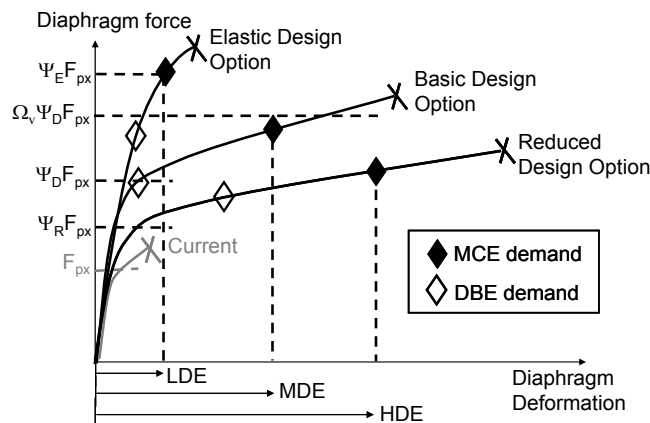 Diaphragm force
Elastic Design
Option
Ψ_E F_px
Basic Design
Option
Ω_v Ψ_D F_px
Reduced
Design Option
Ψ_D F_px
Ψ_R F_px
Current
F_px
MCE demand
DBE demand
LDE
MDE
HDE
Diaphragm
Deformation